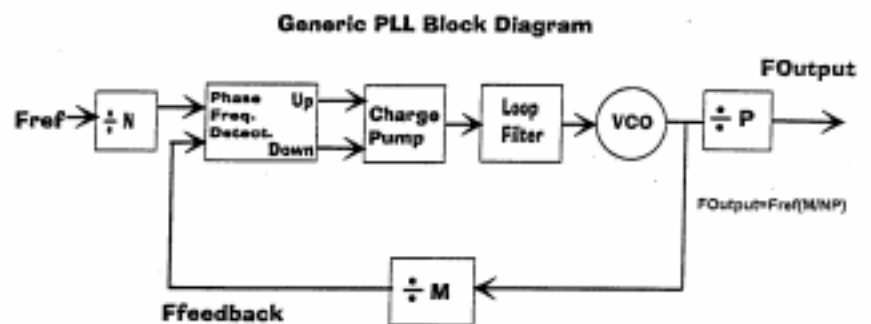 Generic PLL Block Diagram
Fref
÷ N
Phase
Freq.
Detect.
Up
Down
Charge
Pump
Loop
Filter
VCO
÷ P
FOutput
FOutput=Fref(M/NP)
÷ M
Ffeedback